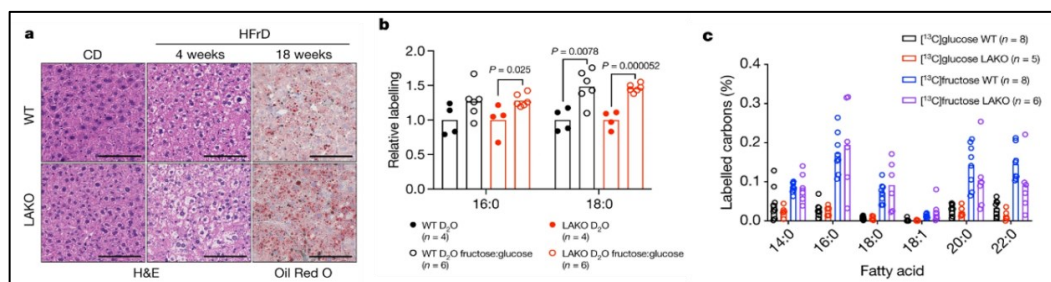 a
HFrD
CD
4 weeks
18 weeks
WT
LAKO
H&E
Oil Red O
b
Relative labelling
2.0
1.5
1.0
0.5
0
P = 0.025
P = 0.0078
P = 0.000052
16:0
18:0
WT D₂O
(n = 4)
LAKO D₂O
(n = 4)
WT D₂O fructose:glucose
(n = 6)
LAKO D₂O fructose:glucose
(n = 6)
c
[¹³C]glucose WT (n = 8)
[¹³C]glucose LAKO (n = 5)
[¹³C]fructose WT (n = 8)
[¹³C]fructose LAKO (n = 6)
Labelled carbons (%)
0.4
0.3
0.2
0.1
0
14:0
16:0
18:0
18:1
20:0
22:0
Fatty acid